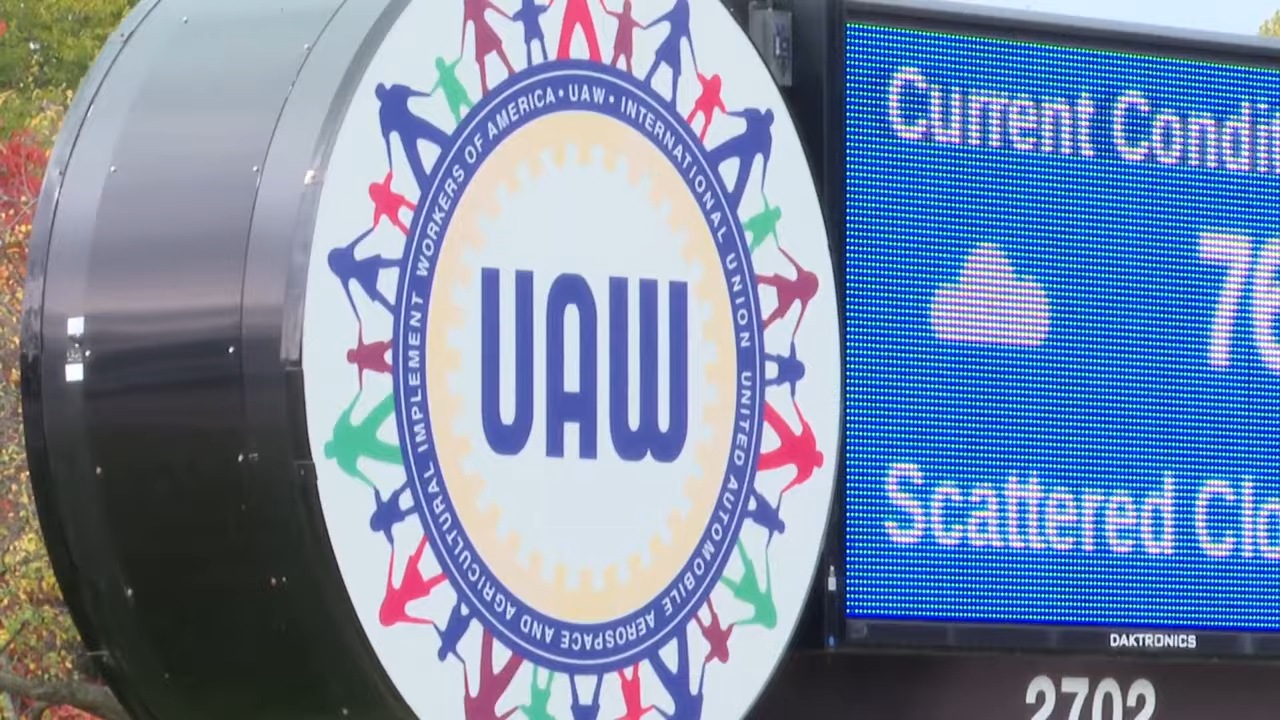 WORKERS OF AMERICA • UAW • INTERNATIONAL UNION UNITED AUTOMOBILE AEROSPACE AND AGRICULTURAL IMPLEMENT
UAW
Current Condi
76
Scattered Clo
DAKTRONICS
2702